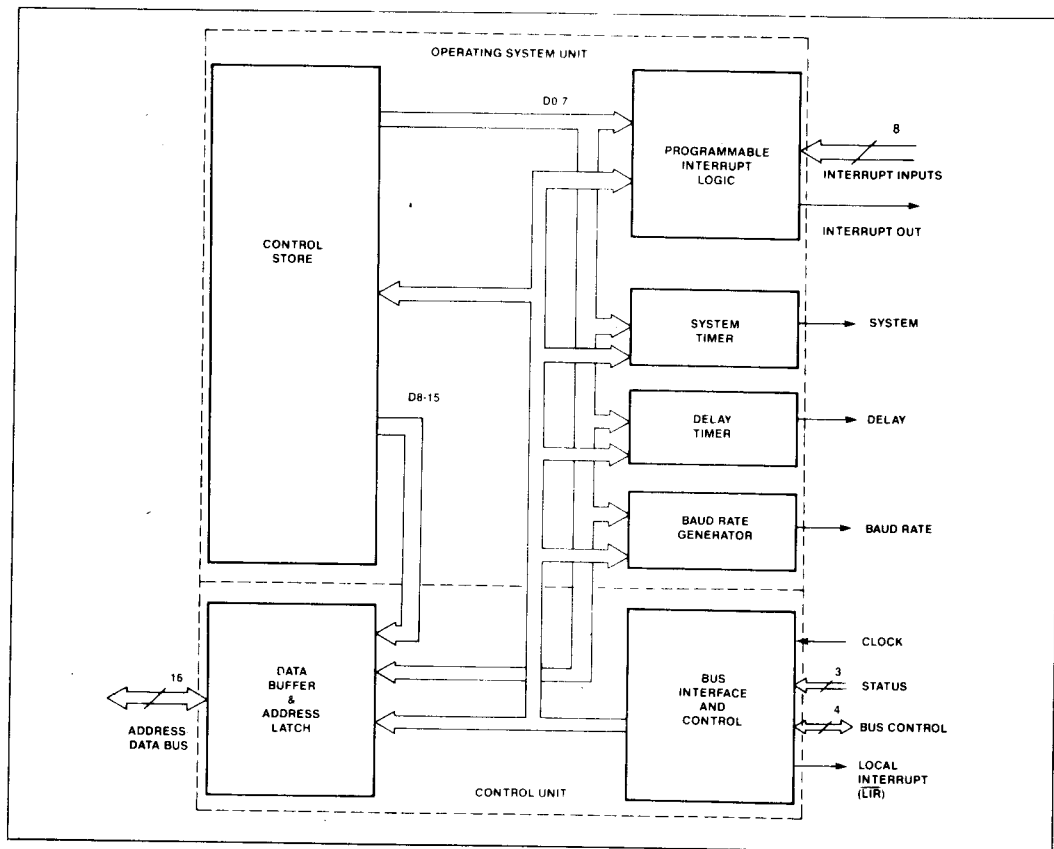 OPERATING SYSTEM UNIT
CONTROL
STORE
D0 7
PROGRAMMABLE
INTERRUPT
LOGIC
8
INTERRUPT INPUTS
INTERRUPT OUT
SYSTEM
TIMER
SYSTEM
D8-15
DELAY
TIMER
DELAY
BAUD RATE
GENERATOR
BAUD RATE
16
ADDRESS
DATA BUS
DATA
BUFFER
&
ADDRESS
LATCH
BUS
INTERFACE
AND
CONTROL
CLOCK
3
STATUS
4
BUS CONTROL
LOCAL
INTERRUPT
(LIR)
CONTROL UNIT